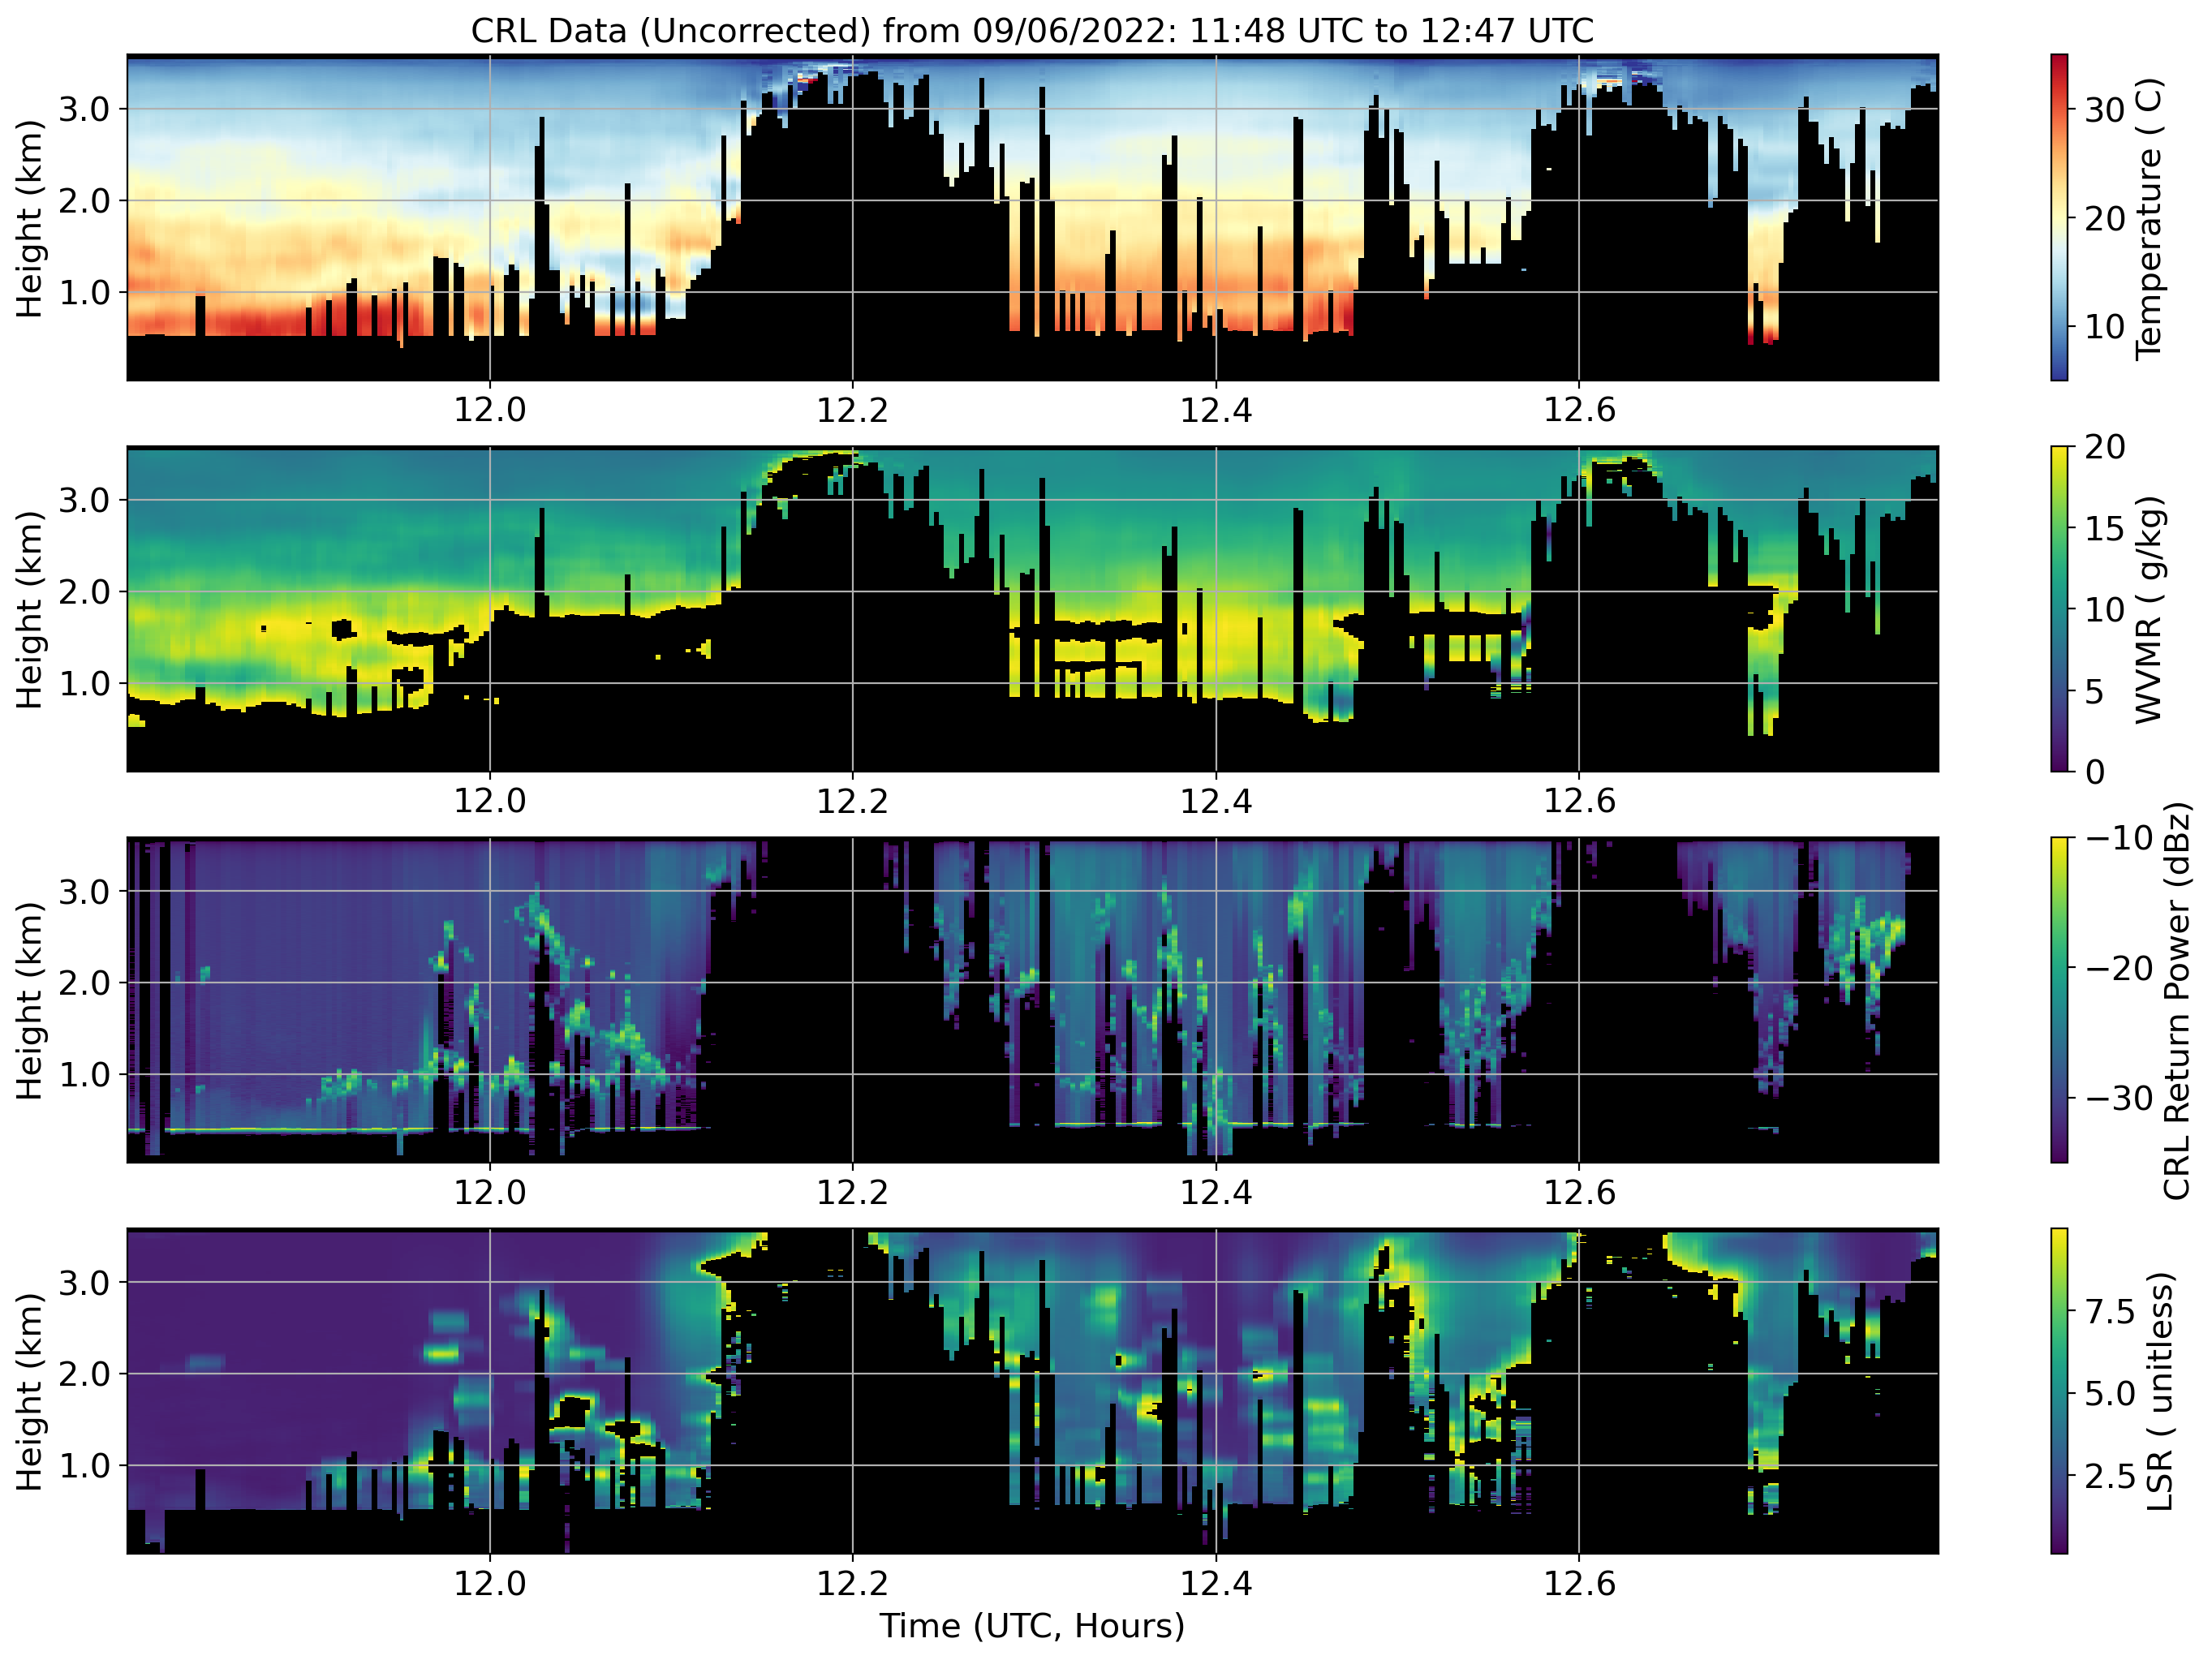 CRL Data (Uncorrected) from 09/06/2022: 11:48 UTC to 12:47 UTC
Height (km)
3.0
2.0
1.0
12.0 12.2 12.4 12.6
30
20
10
Temperature ( C)
Height (km)
3.0
2.0
1.0
12.0 12.2 12.4 12.6
20
15
10
5
0
WVMR ( g/kg)
Height (km)
3.0
2.0
1.0
12.0 12.2 12.4 12.6
−10
−20
−30
CRL Return Power (dBz)
Height (km)
3.0
2.0
1.0
12.0 12.2 12.4 12.6
7.5
5.0
2.5
LSR ( unitless)
Time (UTC, Hours)